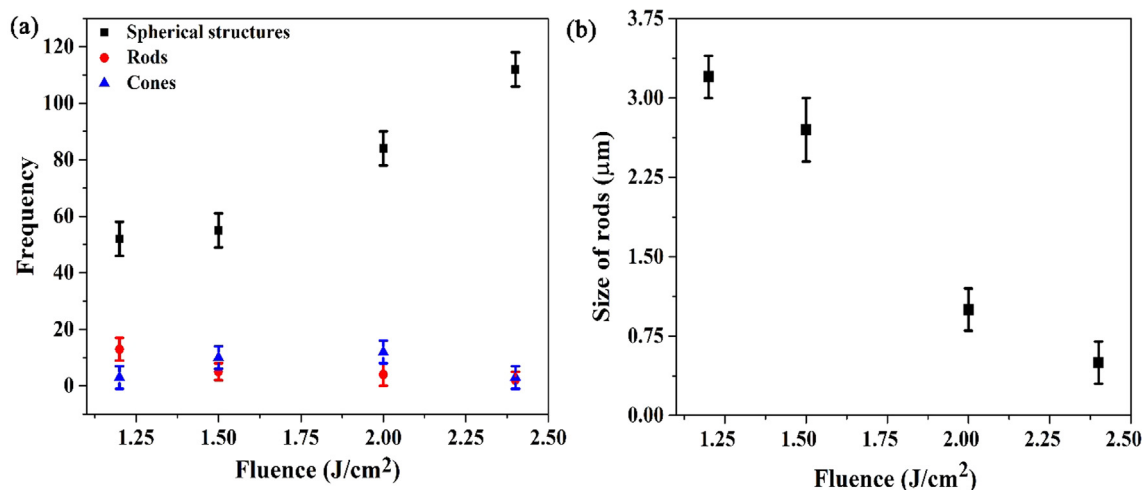 (a)
Spherical structures
Rods
Cones
120
100
80
60
40
20
0
Frequency
1.25 1.50 1.75 2.00 2.25 2.50
Fluence (J/cm²)
(b)
3.75
3.00
2.25
1.50
0.75
0.00
Size of rods (μm)
1.25 1.50 1.75 2.00 2.25 2.50
Fluence (J/cm²)